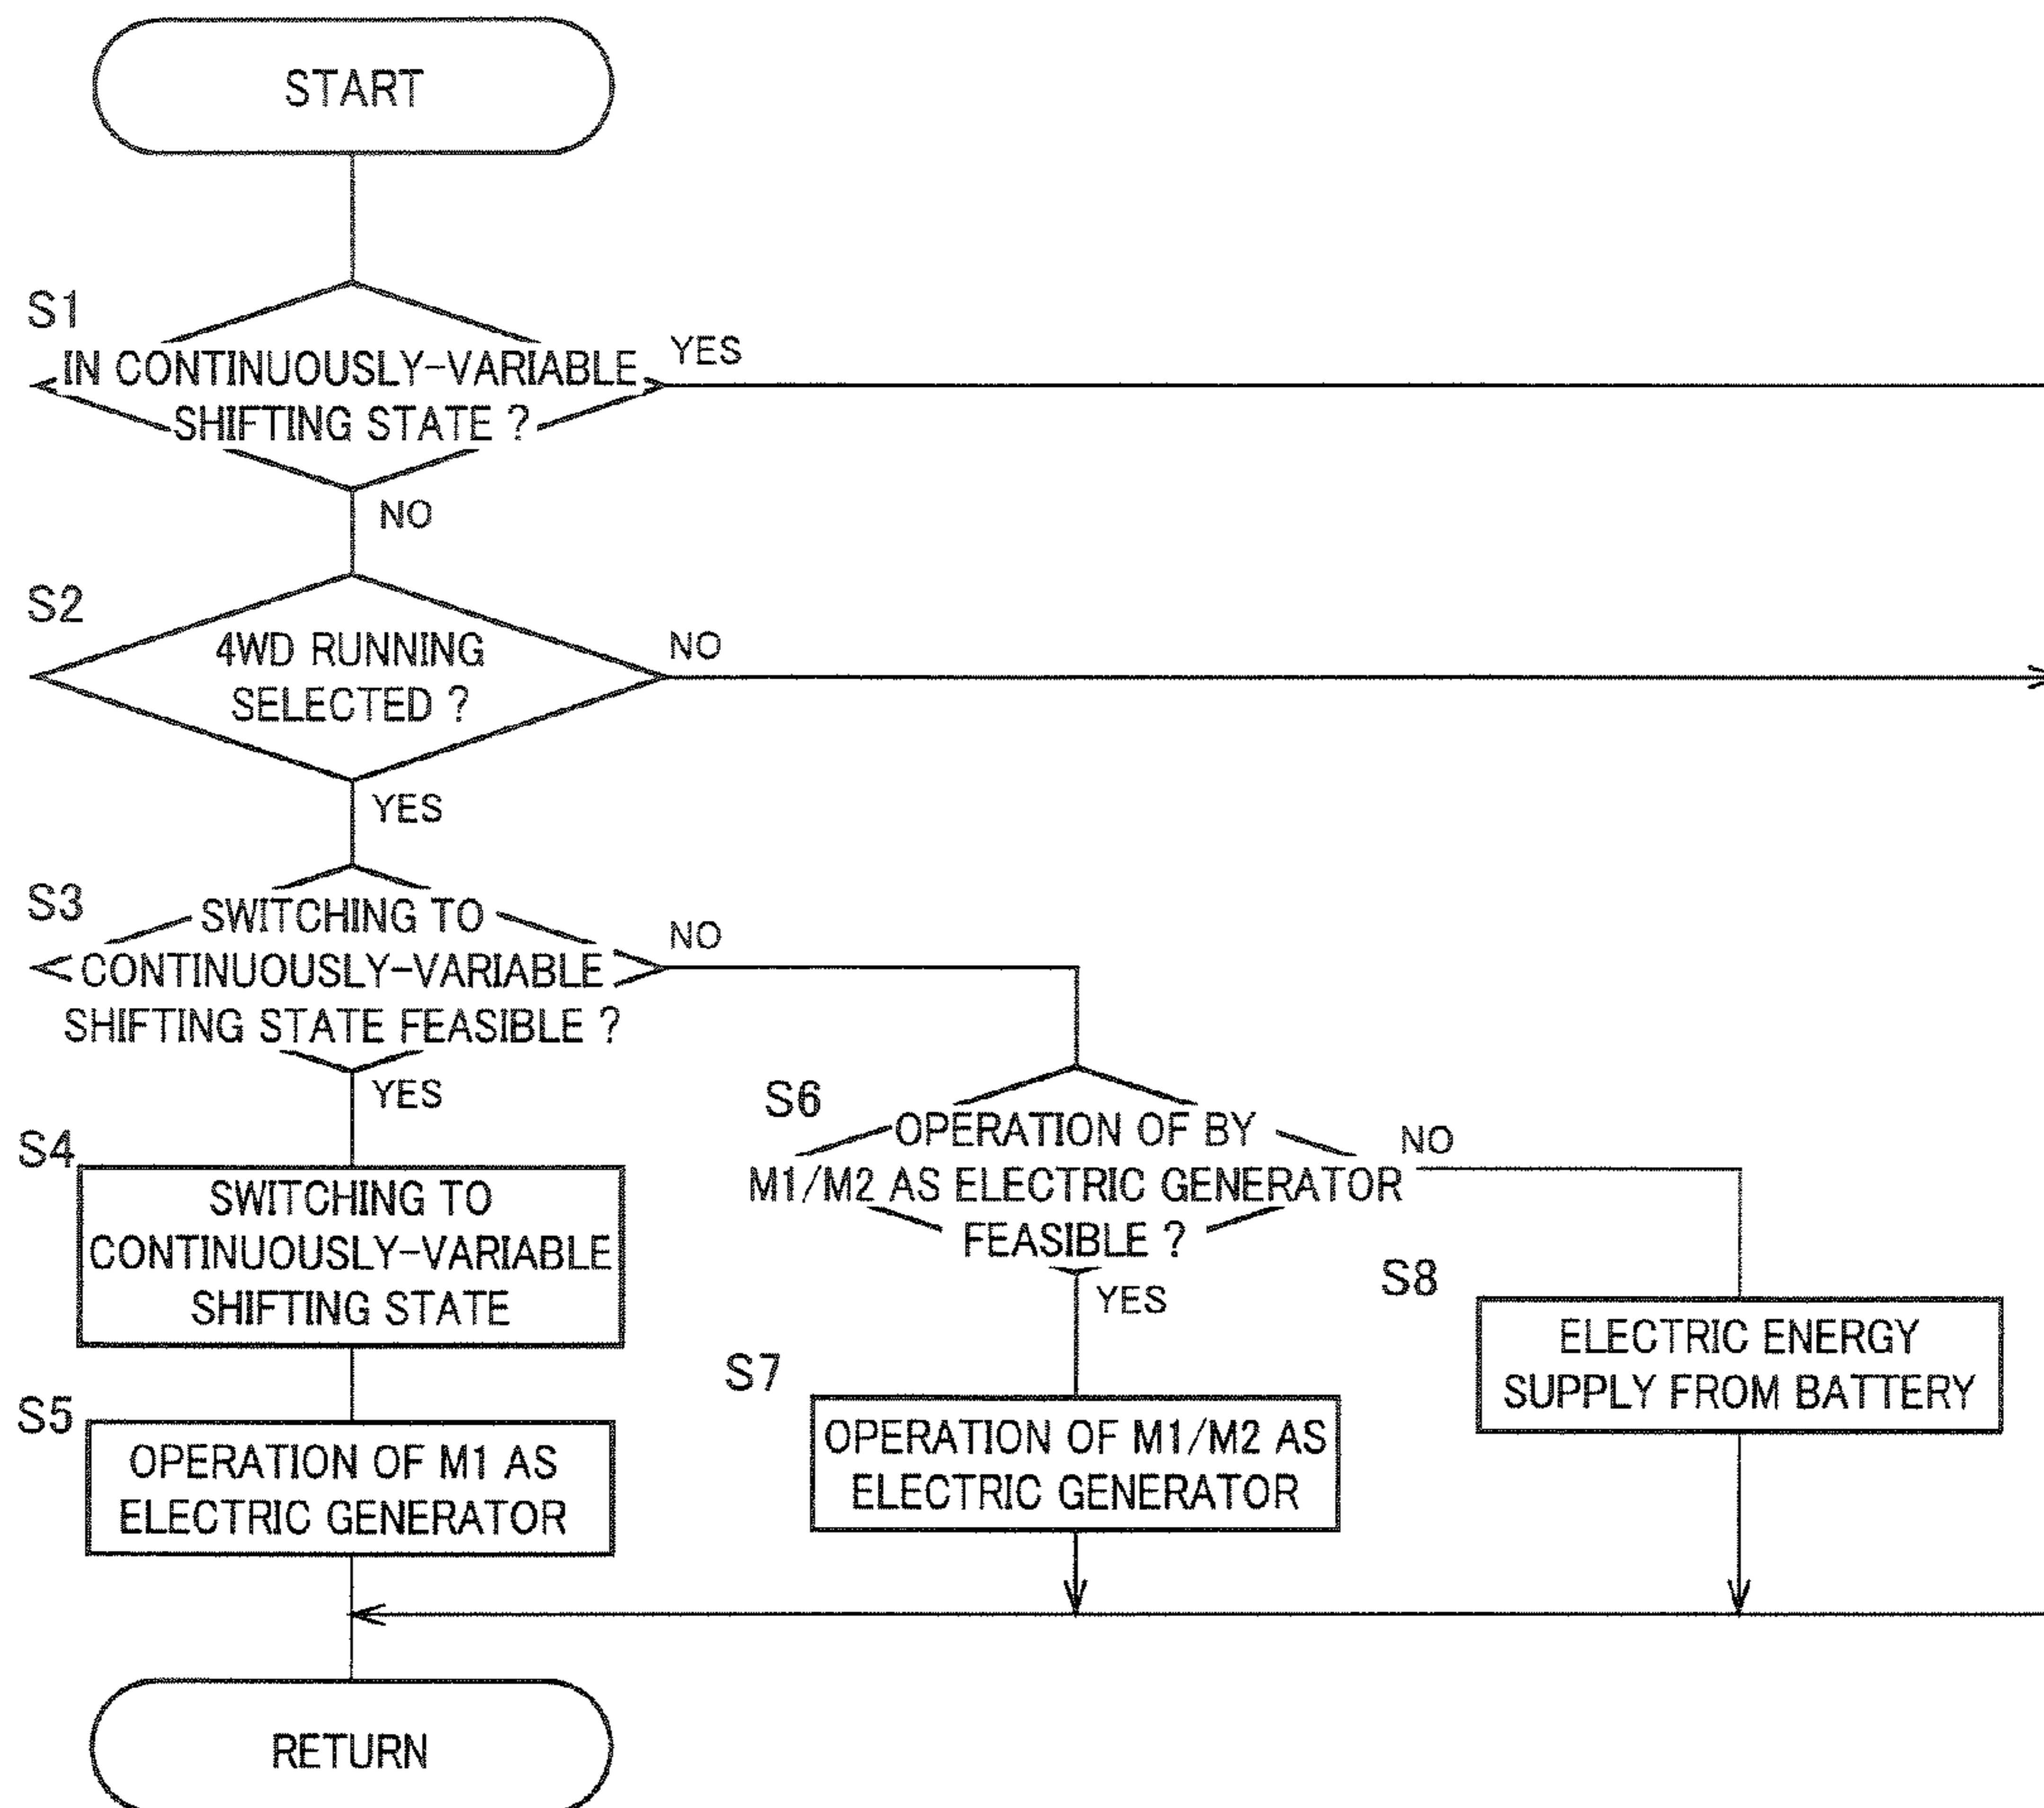 START
S1
IN CONTINUOUSLY-VARIABLE
SHIFTING STATE ?
YES
NO
S2
4WD RUNNING
SELECTED ?
NO
YES
S3
SWITCHING TO
CONTINUOUSLY-VARIABLE
SHIFTING STATE FEASIBLE ?
NO
YES
S4
SWITCHING TO
CONTINUOUSLY-VARIABLE
SHIFTING STATE
S5
OPERATION OF M1 AS
ELECTRIC GENERATOR
S6
OPERATION OF BY
M1/M2 AS ELECTRIC GENERATOR
FEASIBLE ?
NO
YES
S7
OPERATION OF M1/M2 AS
ELECTRIC GENERATOR
S8
ELECTRIC ENERGY
SUPPLY FROM BATTERY
RETURN